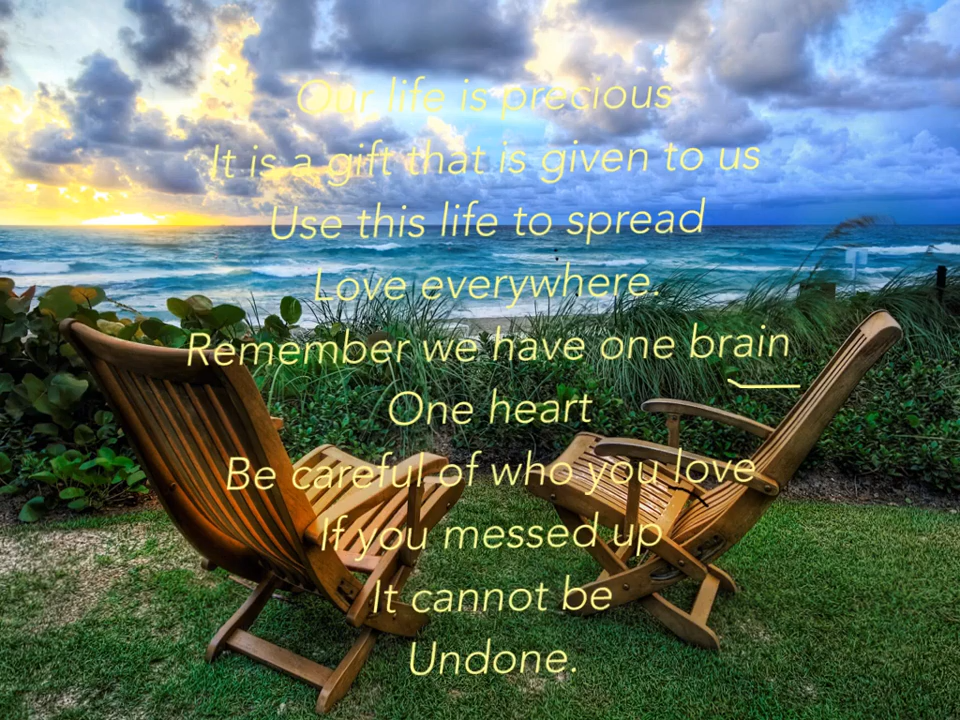 Our life is precious
It is a gift that is given to us
Use this life to spread
Love everywhere.
Remember we have one brain
One heart
Be careful of who you love
If you messed up
It cannot be
Undone.